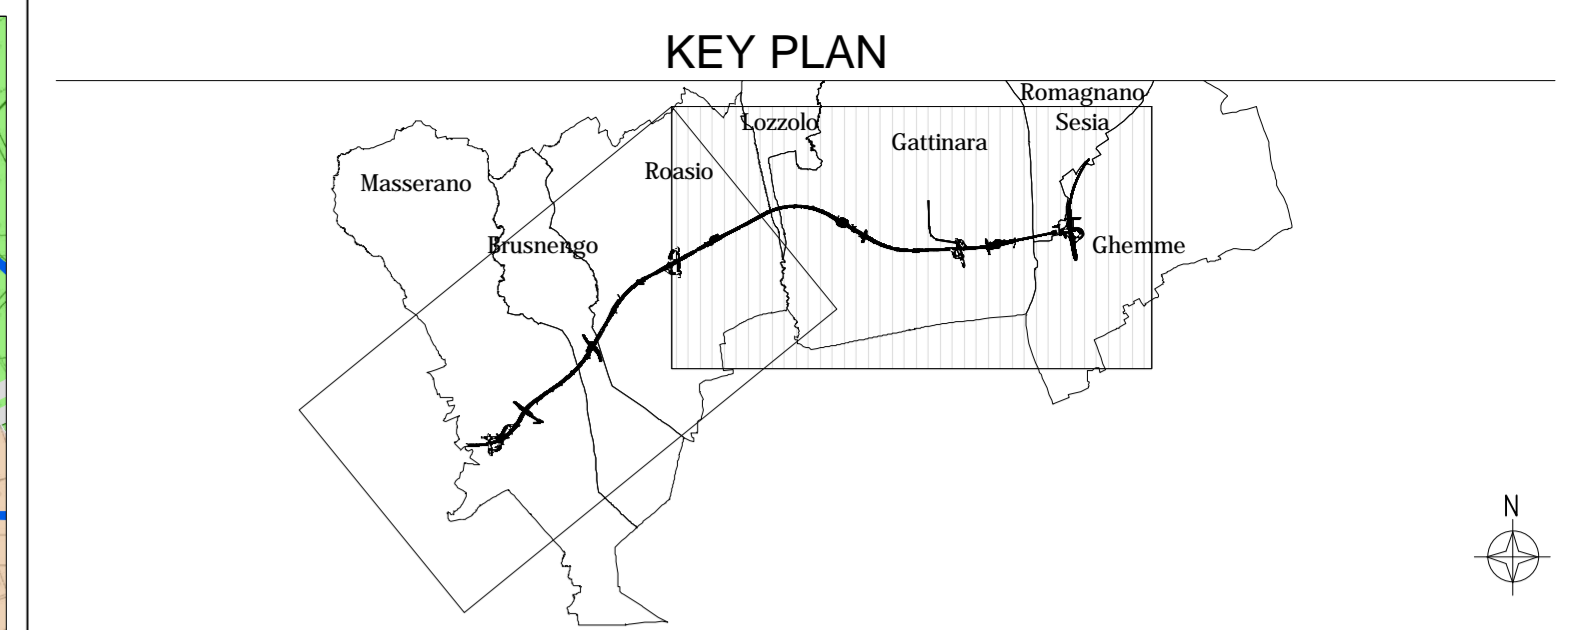 KEY PLAN
Romagnano
Sesia
Lozzolo
Gattinara
Roasio
Masserano
Brusnengo
Ghemme
N